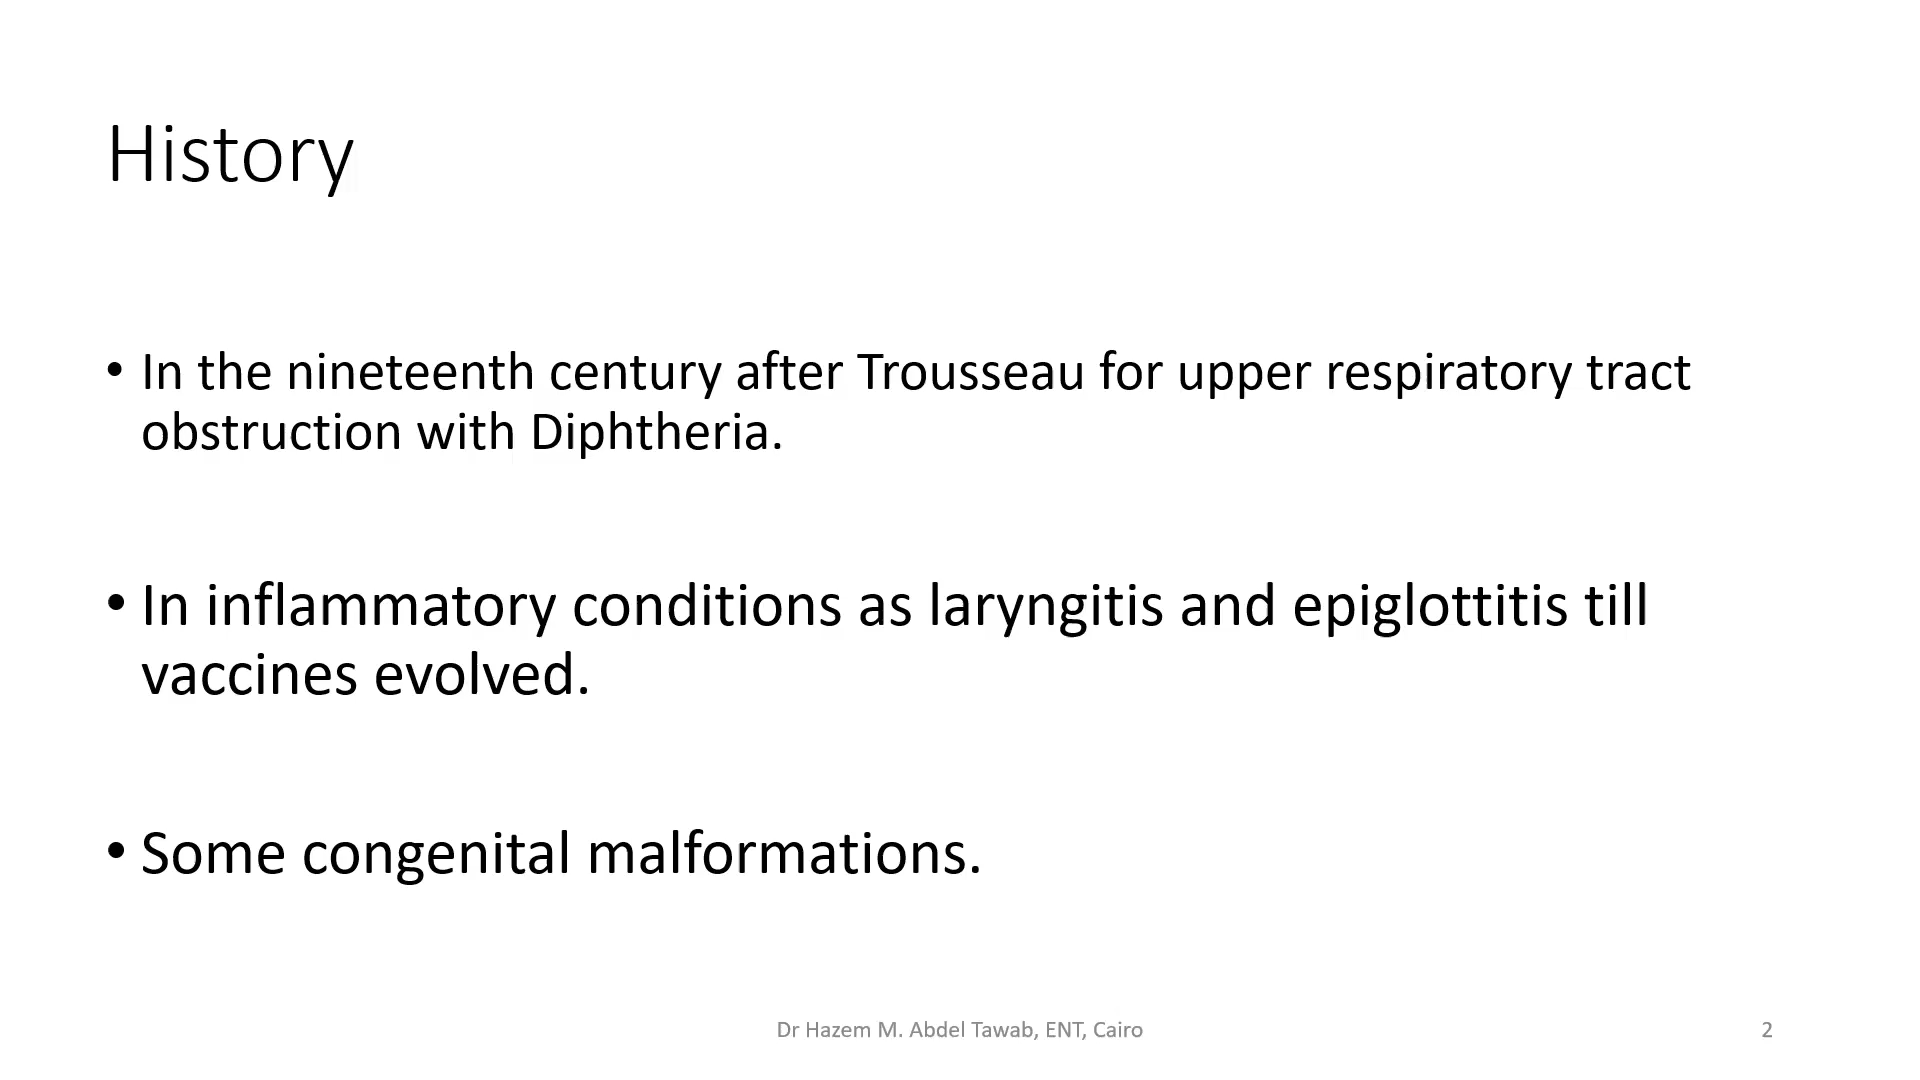 History
• In the nineteenth century after Trousseau for upper respiratory tract
obstruction with Diphtheria.
• In inflammatory conditions as laryngitis and epiglottitis till
vaccines evolved.
• Some congenital malformations.
Dr Hazem M. Abdel Tawab, ENT, Cairo
2